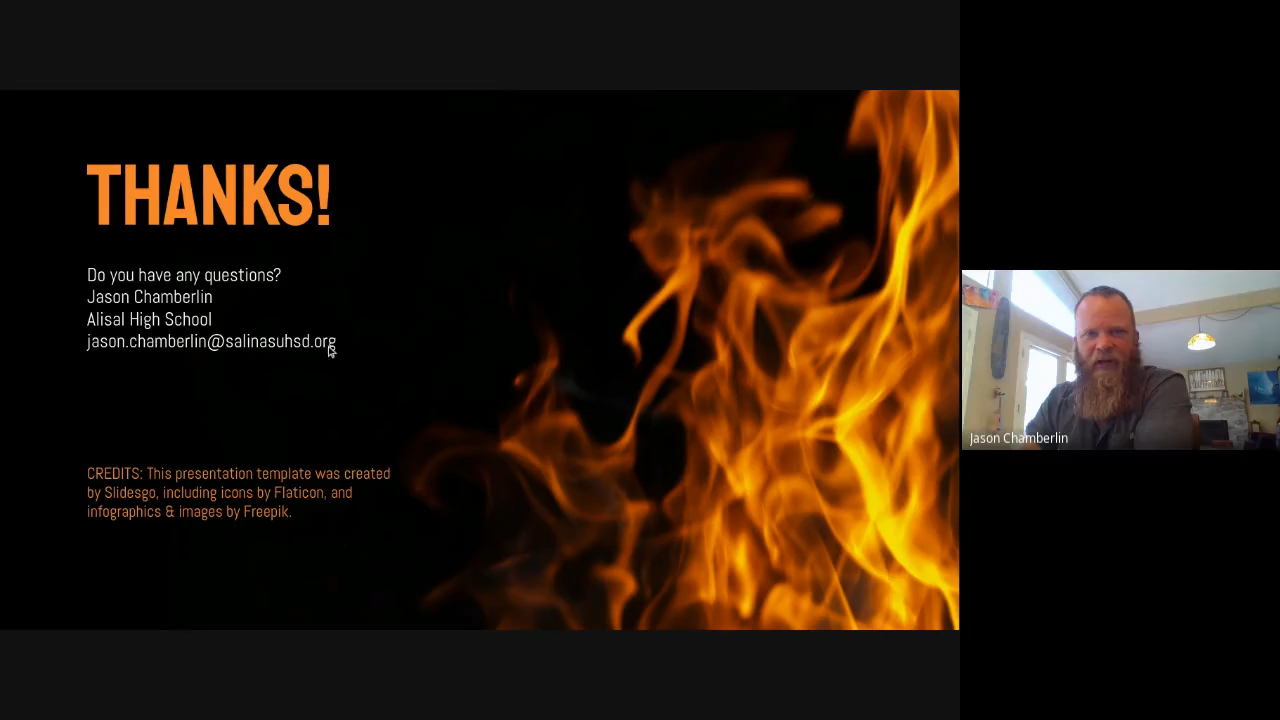 THANKS!
Do you have any questions?
Jason Chamberlin
Alisal High School
jason.chamberlin@salinasuhsd.org
CREDITS: This presentation template was created
by Slidesgo, including icons by Flaticon, and
infographics & images by Freepik.
Jason Chamberlin